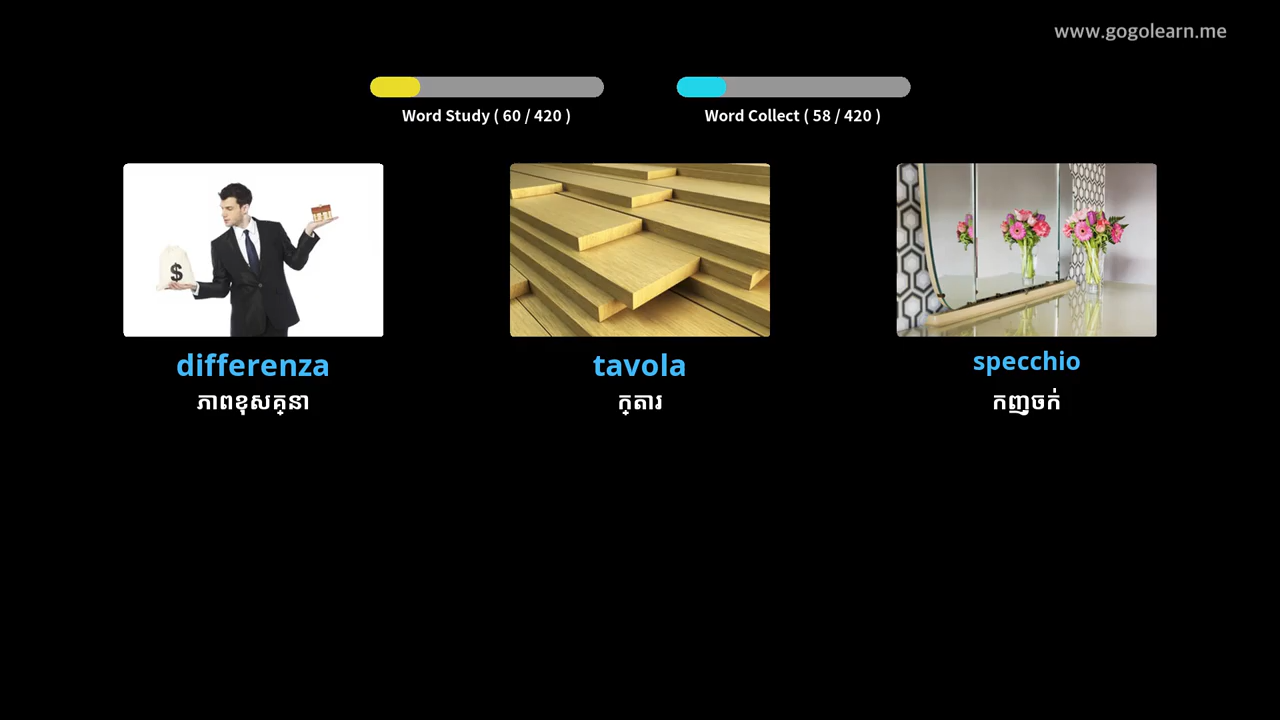 www.gogolearn.me
Word Study ( 60 / 420 )
Word Collect ( 58 / 420 )
$
differenza
tavola
specchio
ភាពខុសគ្នា
ក្តារ
កញ្ចក់